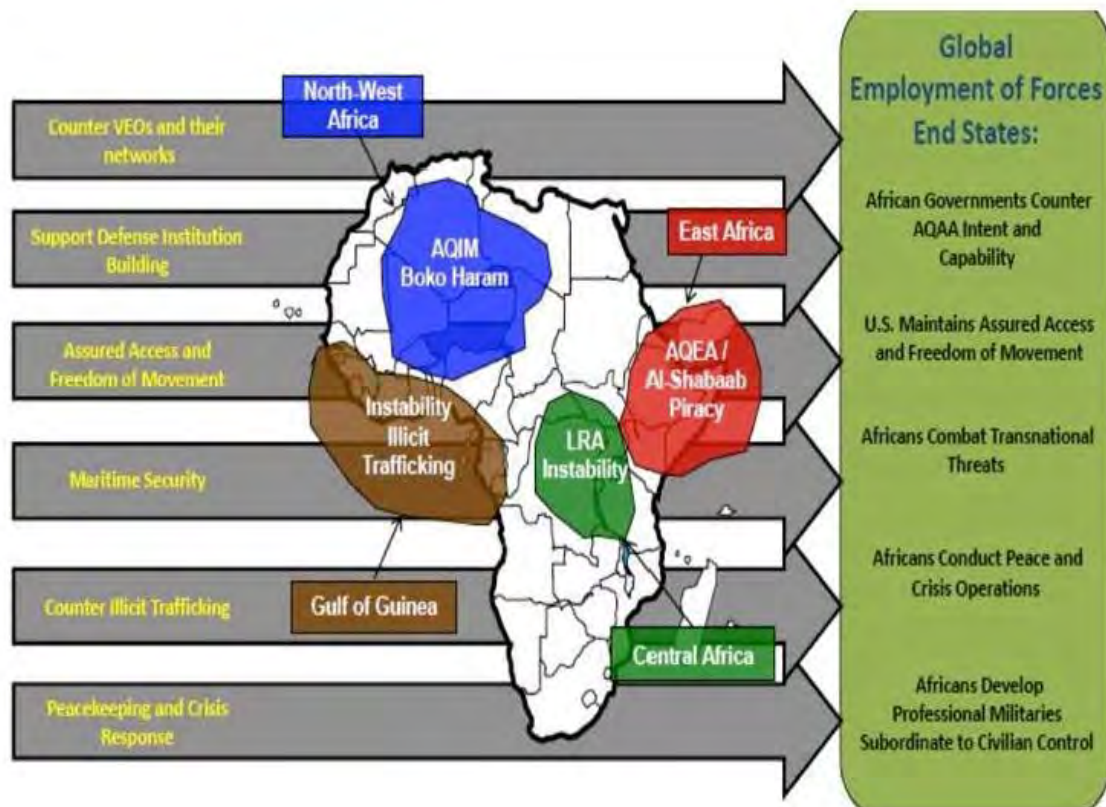 Counter VEOs and their
networks
Support Defense Institution
Building
Assured Access and
Freedom of Movement
Maritime Security
Counter Illicit Trafficking
Peacekeeping and Crisis
Response
North-West
Africa
AQIM
Boko Haram
East Africa
AQEA /
Al-Shabaab
Piracy
Instability
Illicit
Trafficking
LRA
Instability
Gulf of Guinea
Central Africa
Global
Employment of Forces
End States:
African Governments Counter
AQAA Intent and
Capability
U.S. Maintains Assured Access
and Freedom of Movement
Africans Combat Transnational
Threats
Africans Conduct Peace and
Crisis Operations
Africans Develop
Professional Militaries
Subordinate to Civilian Control